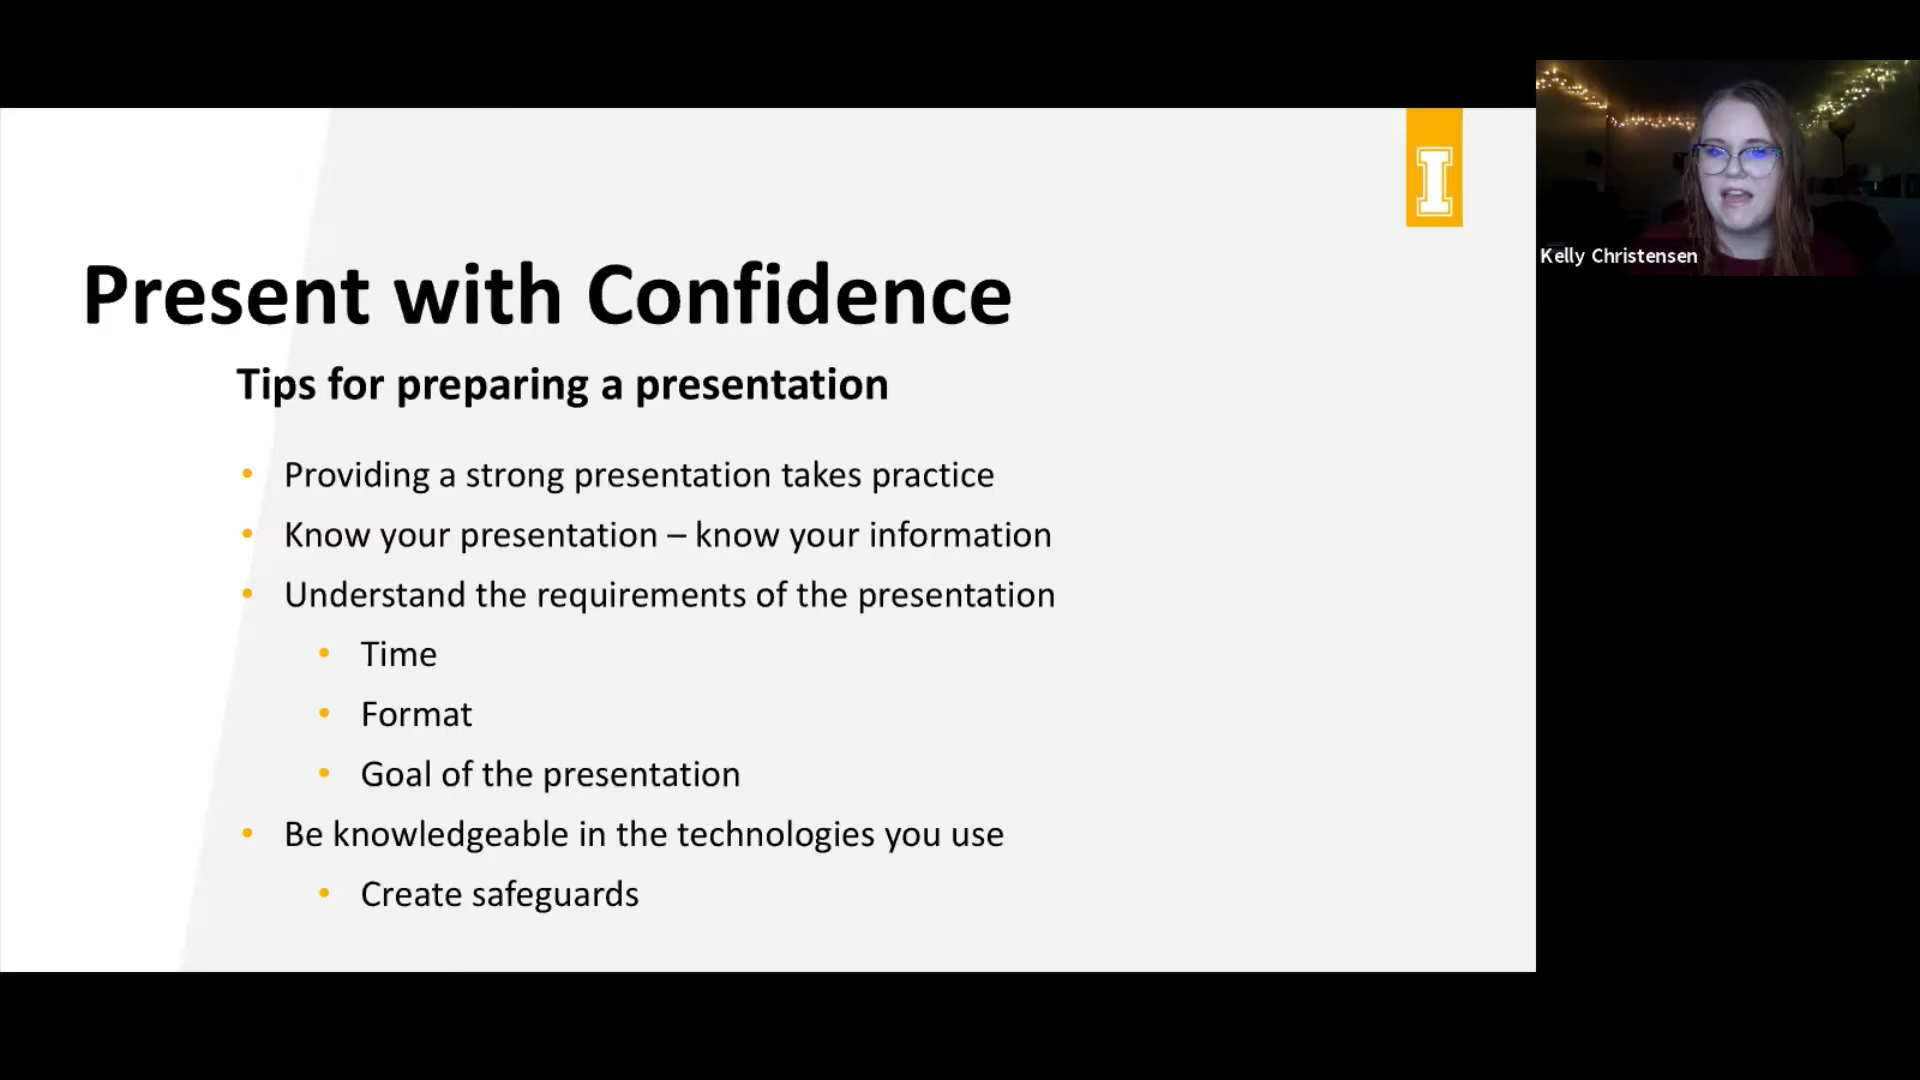 I
Kelly Christensen
Present with Confidence
Tips for preparing a presentation
• Providing a strong presentation takes practice
• Know your presentation – know your information
• Understand the requirements of the presentation
• Time
• Format
• Goal of the presentation
• Be knowledgeable in the technologies you use
• Create safeguards